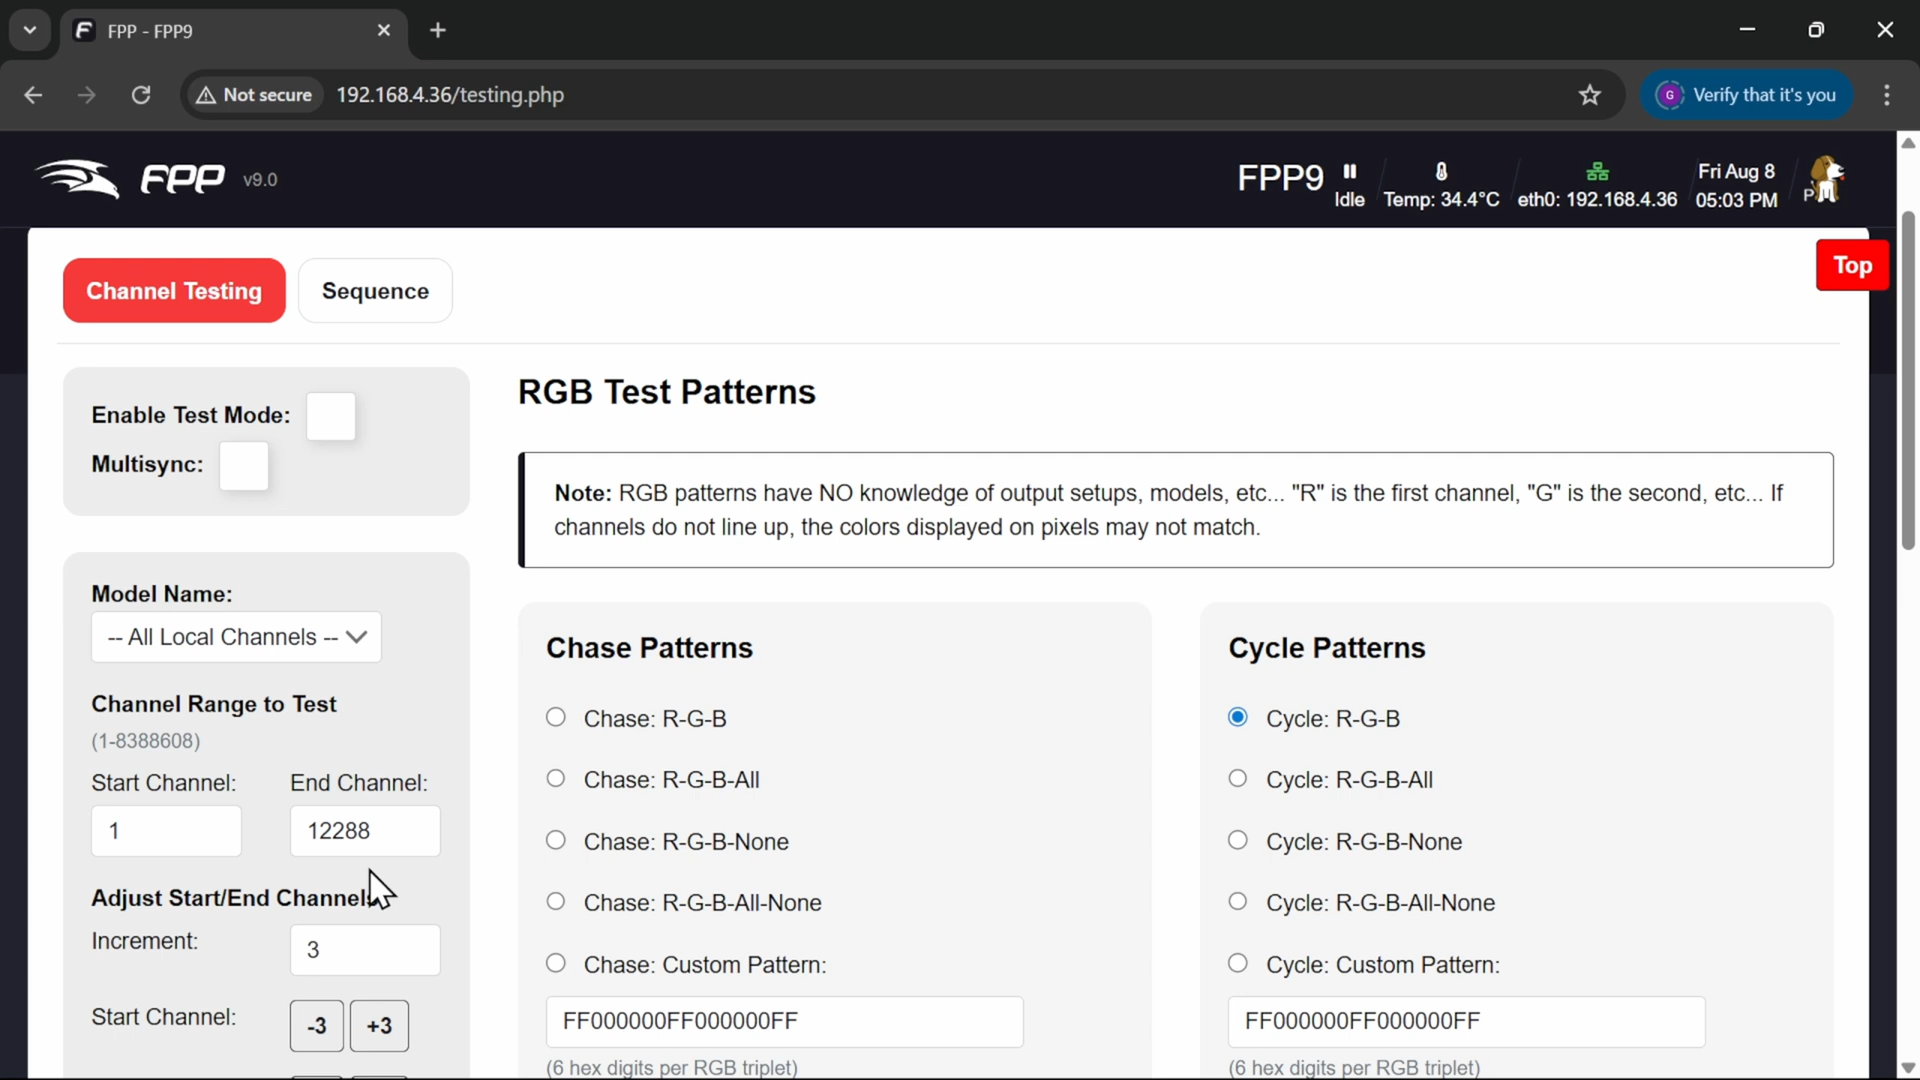 FPP - FPP9
Not secure
192.168.4.36/testing.php
G
Verify that it's you
FPP v9.0
FPP9
Idle
Temp: 34.4°C
eth0: 192.168.4.36
Fri Aug 8
05:03 PM
P
Top
Channel Testing
Sequence
Enable Test Mode:
Multisync:
Model Name:
-- All Local Channels --
Channel Range to Test
(1-8388608)
Start Channel:
End Channel:
1
12288
Adjust Start/End Channels
Increment:
3
Start Channel:
-3
+3
RGB Test Patterns
Note: RGB patterns have NO knowledge of output setups, models, etc... "R" is the first channel, "G" is the second, etc... If
channels do not line up, the colors displayed on pixels may not match.
Chase Patterns
Chase: R-G-B
Chase: R-G-B-All
Chase: R-G-B-None
Chase: R-G-B-All-None
Chase: Custom Pattern:
FF000000FF000000FF
(6 hex digits per RGB triplet)
Cycle Patterns
Cycle: R-G-B
Cycle: R-G-B-All
Cycle: R-G-B-None
Cycle: R-G-B-All-None
Cycle: Custom Pattern:
FF000000FF000000FF
(6 hex digits per RGB triplet)